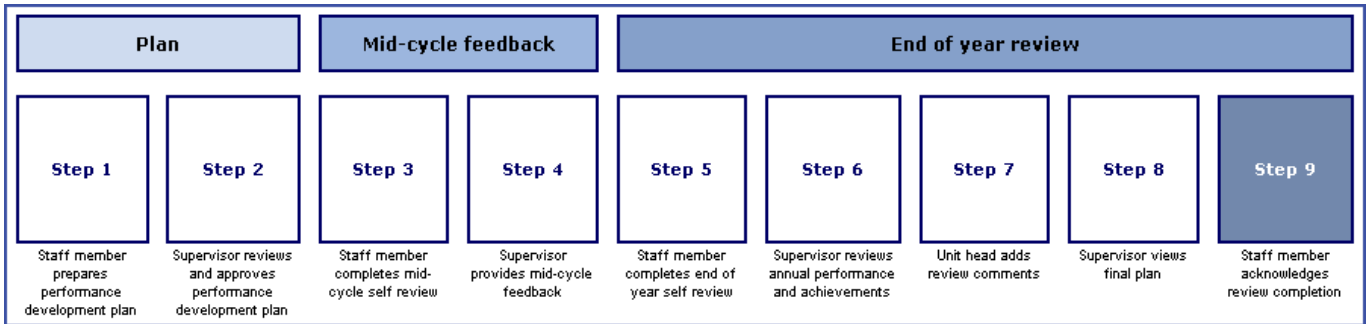 Plan
Mid-cycle feedback
End of year review
Step 1
Step 2
Step 3
Step 4
Step 5
Step 6
Step 7
Step 8
Step 9
Staff member
prepares
performance
development plan
Supervisor reviews
and approves
performance
development plan
Staff member
completes mid-
cycle self review
Supervisor
provides mid-cycle
feedback
Staff member
completes end of
year self review
Supervisor reviews
annual performance
and achievements
Unit head adds
review comments
Supervisor views
final plan
Staff member
acknowledges
review completion